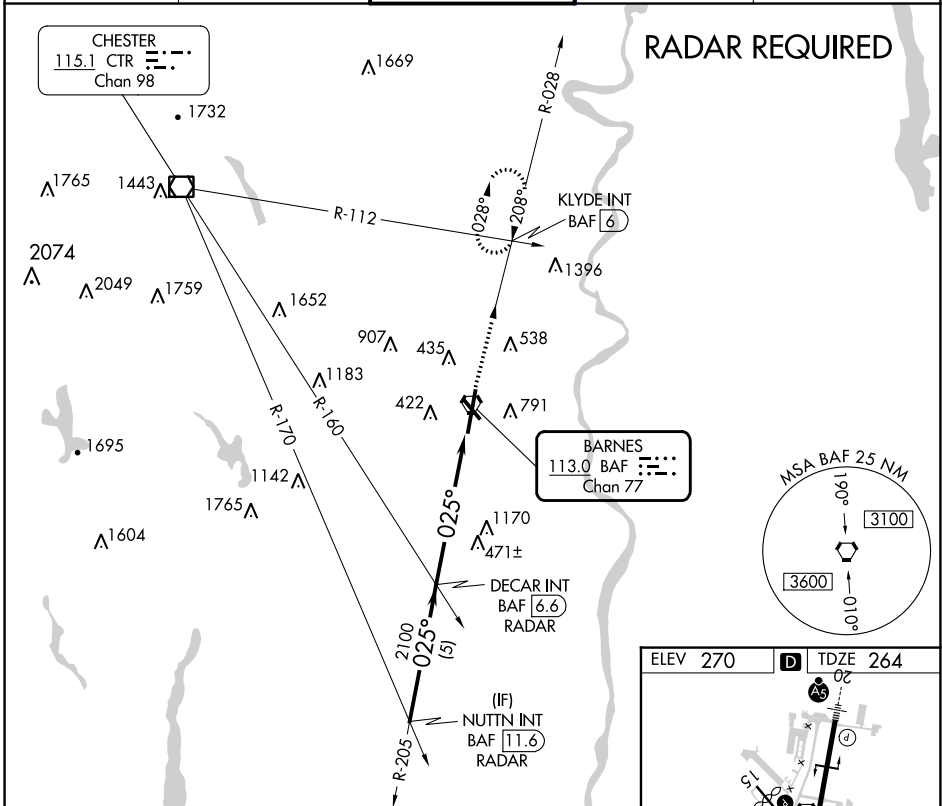 CHESTER
115.1 CTR
Chan 98
RADAR REQUIRED
1669
1732
R-028
1765
1443
KLYDE INT
BAF 6
028°
208°
R-112
2074
2049
1759
1652
1396
907
435
538
1183
R-160
R-170
422
791
BARNES
113.0 BAF
Chan 77
1695
1142
1765
1604
025°
1170
471±
MSA BAF 25 NM
190°
3100
3600
010°
DECAR INT
BAF 6.6
RADAR
2100
025°
(5)
(IF)
NUTTN INT
BAF 11.6
RADAR
R-205
ELEV 270
D
TDZE 264
20
A5
P
15
A